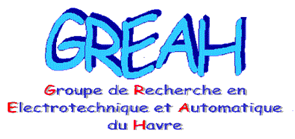 GREAH
Groupe de Recherche en
Electrotechnique et Automatique
du Havre